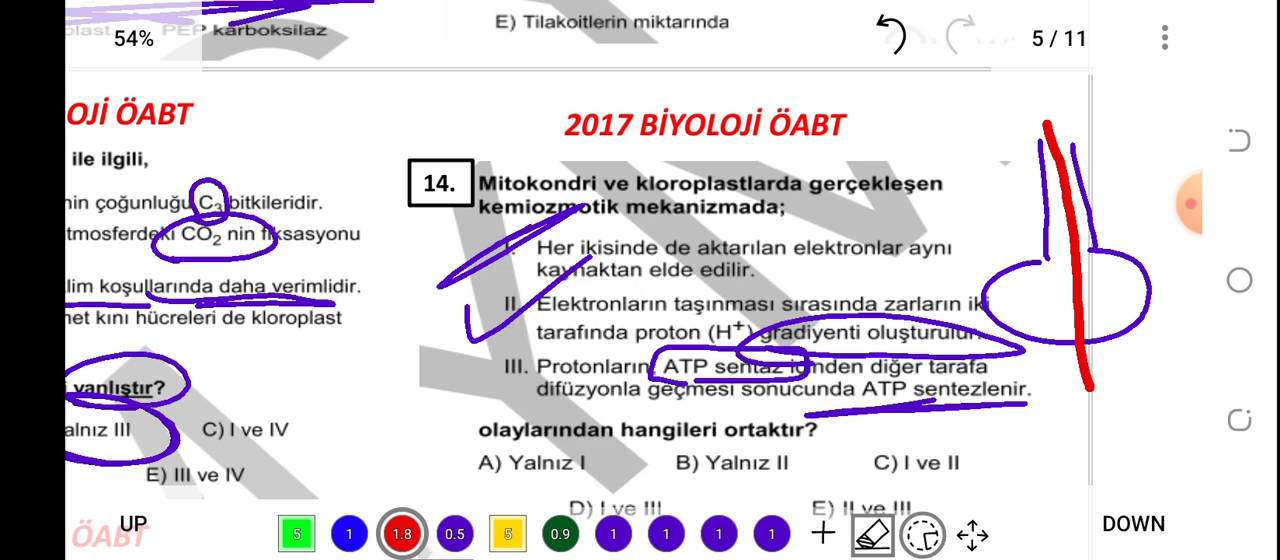 plast PEP karboksilaz
E) Tilakoitlerin miktarında
54%
5 / 11
OJİ ÖABT
ile ilgili,
nin çoğunluğu C3 bitkileridir.
tmosferdeki CO2 nin fiksasyonu
lim koşullarında daha verimlidir.
net kını hücreleri de kloroplast
i yanlıştır?
alnız III C) I ve IV
E) III ve IV
ÖABT
2017 BİYOLOJİ ÖABT
14. Mitokondri ve kloroplastlarda gerçekleşen
kemiozmotik mekanizmada;
I. Her ikisinde de aktarılan elektronlar aynı
kaynaktan elde edilir.
II. Elektronların taşınması sırasında zarların iki
tarafında proton (H+) gradiyenti oluşturulur.
III. Protonların ATP sentaz içinden diğer tarafa
difüzyonla geçmesi sonucunda ATP sentezlenir.
olaylarından hangileri ortaktır?
A) Yalnız I B) Yalnız II C) I ve II
D) I ve III E) II ve III
UP 5 1 1.8 0.5 5 0.9 1 1 1 1 DOWN